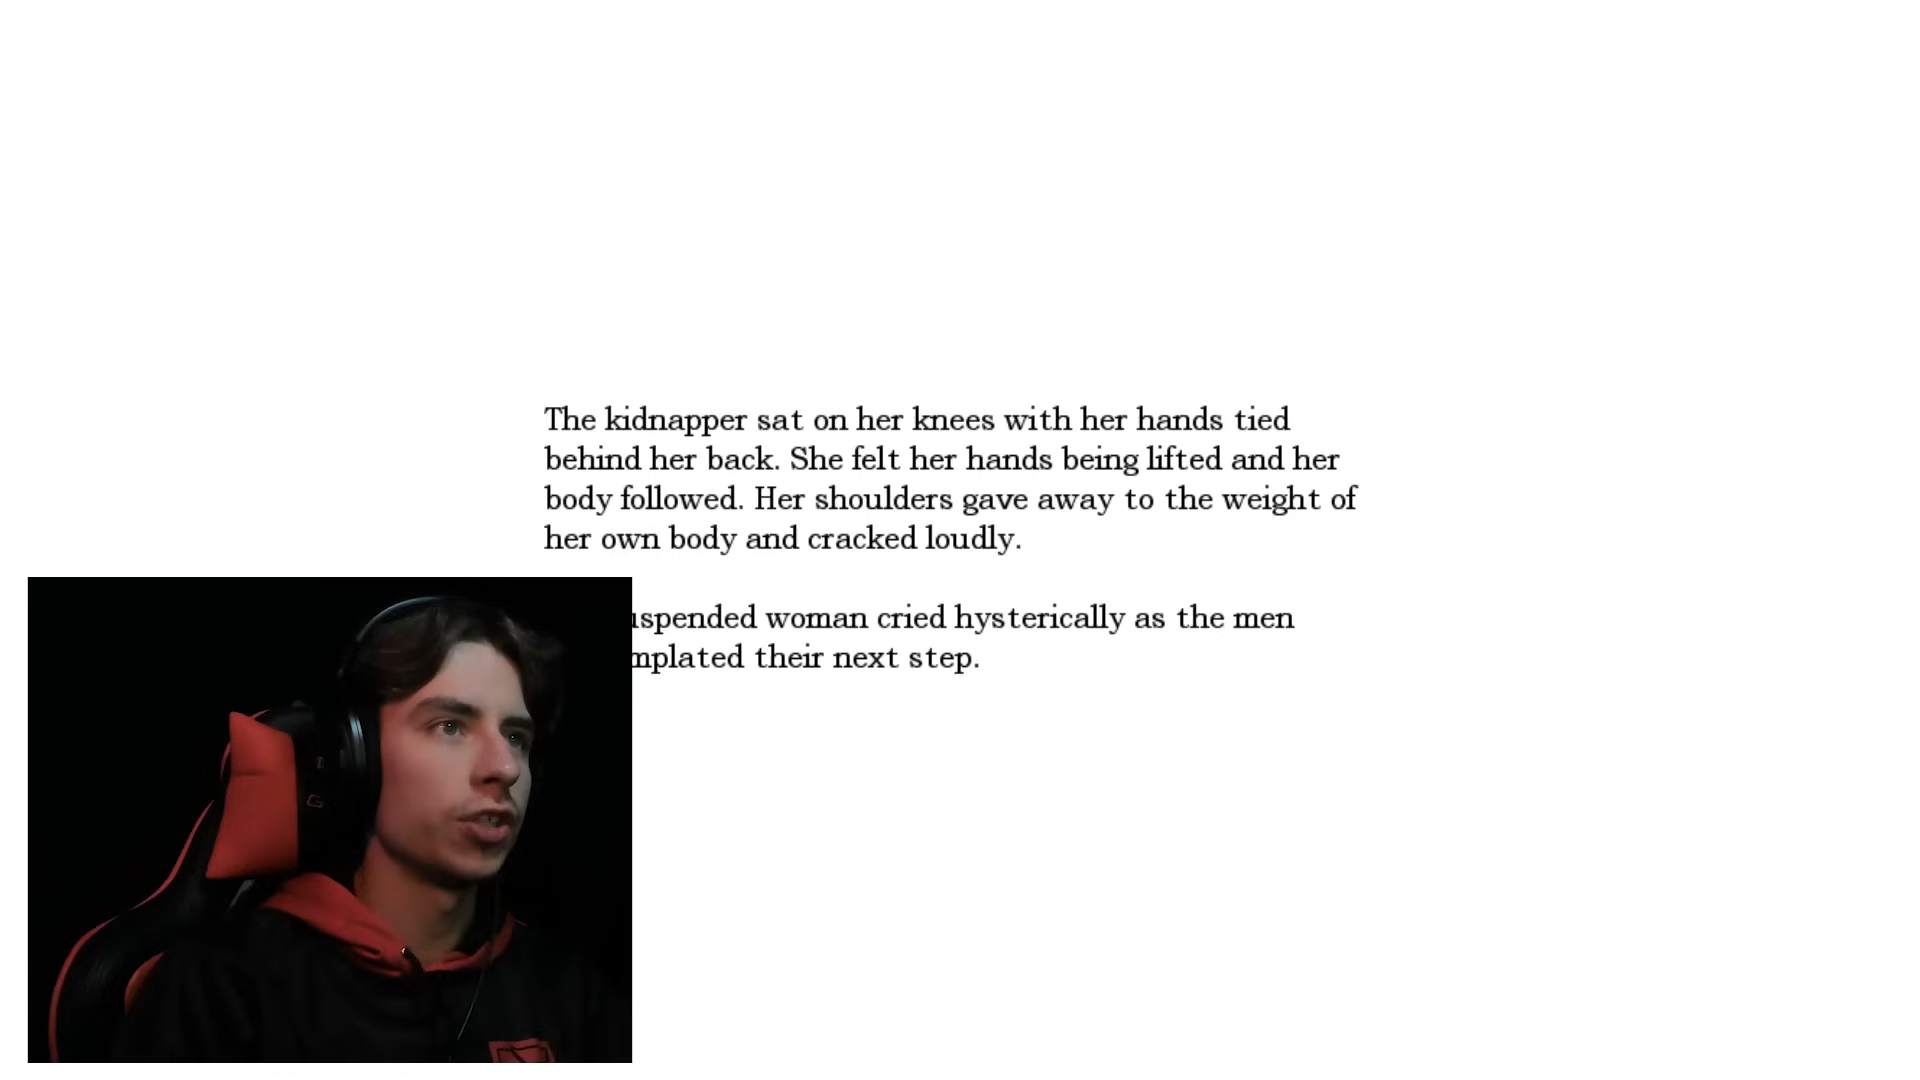 The kidnapper sat on her knees with her hands tied
behind her back. She felt her hands being lifted and her
body followed. Her shoulders gave away to the weight of
her own body and cracked loudly.
woman cried hysterically as the men
their next step.